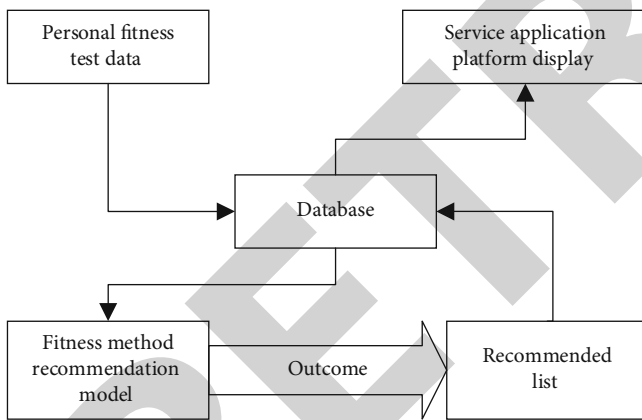 Personal fitness
test data
Service application
platform display
Database
Fitness method
recommendation
model
Outcome
Recommended
list